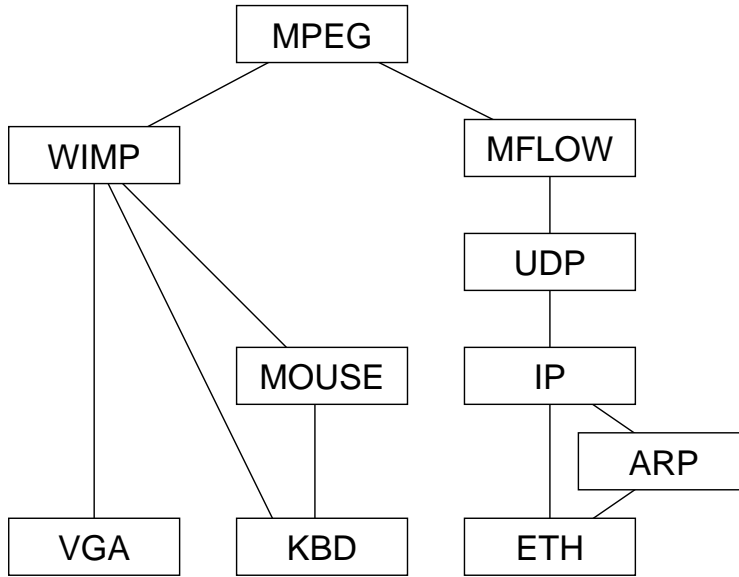 MPEG
WIMP
MFLOW
UDP
MOUSE
IP
ARP
VGA
KBD
ETH